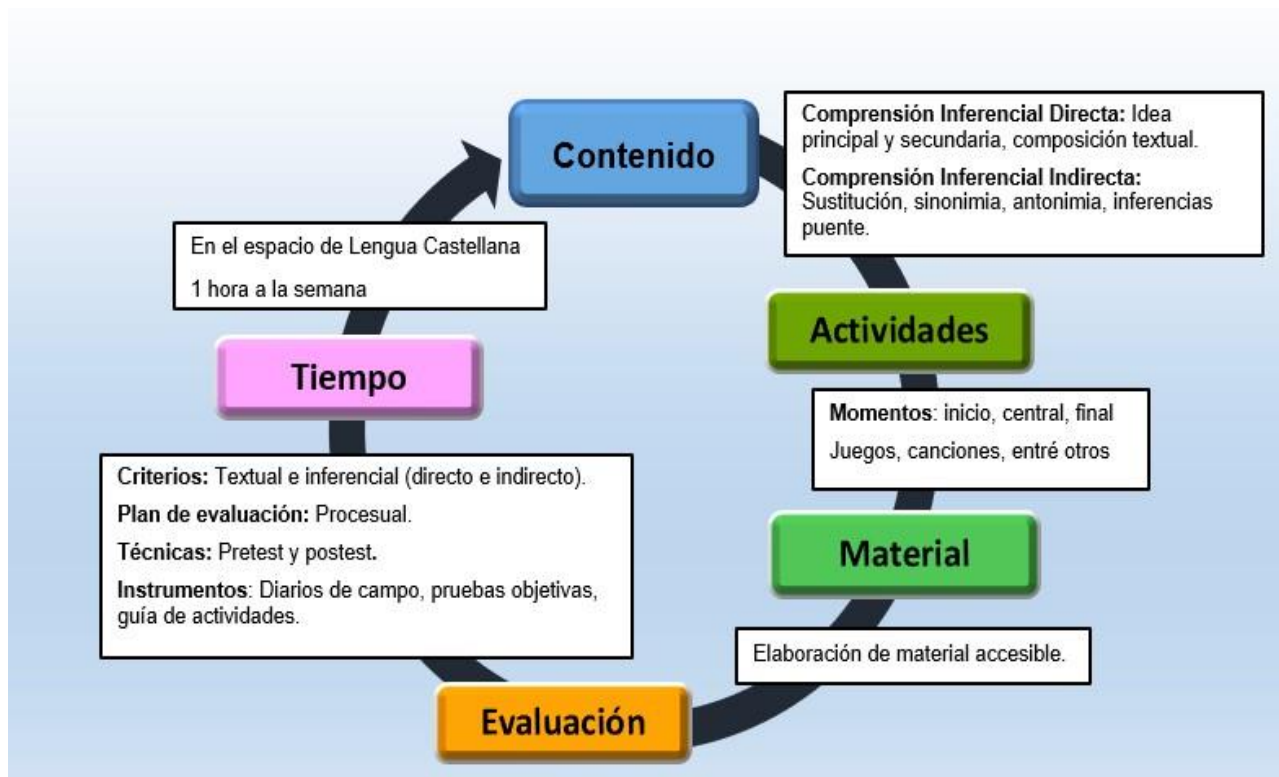 Contenido
Comprensión Inferencial Directa: Idea
principal y secundaria, composición textual.
Comprensión Inferencial Indirecta:
Sustitución, sinonimia, antonimia, inferencias
puente.
Actividades
Momentos: inicio, central, final
Juegos, canciones, entré otros
Material
Elaboración de material accesible.
Evaluación
Criterios: Textual e inferencial (directo e indirecto).
Plan de evaluación: Procesual.
Técnicas: Pretest y postest.
Instrumentos: Diarios de campo, pruebas objetivas,
guía de actividades.
Tiempo
En el espacio de Lengua Castellana
1 hora a la semana